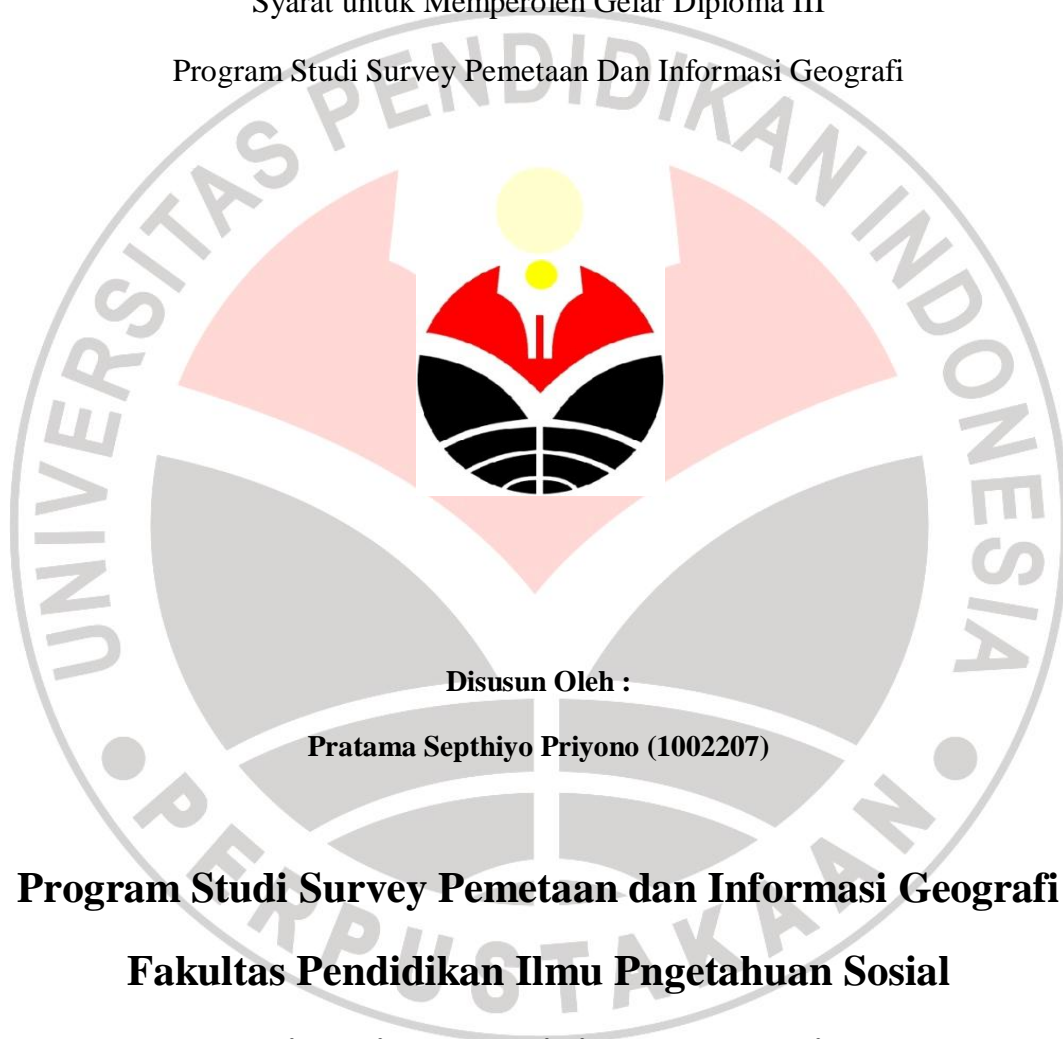 Syarat untuk Memperoleh Gelar Diploma III
Program Studi Survey Pemetaan Dan Informasi Geografi
UNIVERSITAS PENDIDIKAN INDONESIA
Disusun Oleh :
Pratama Septhiyo Priyono (1002207)
Program Studi Survey Pemetaan dan Informasi Geografi
Fakultas Pendidikan Ilmu Pngetahuan Sosial
PERPUSTAKAAN